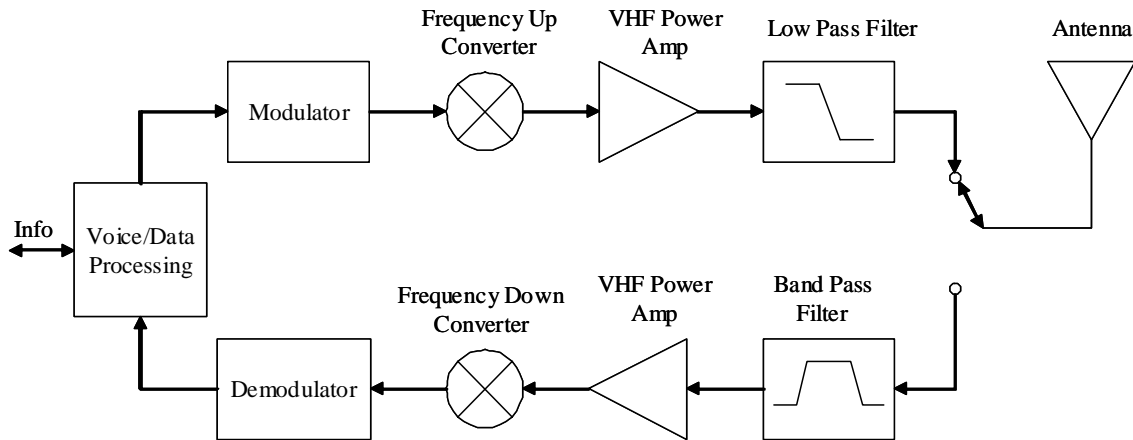 Frequency Up
Converter
VHF Power
Amp
Low Pass Filter
Antenna
Modulator
Info
Voice/Data
Processing
Frequency Down
Converter
VHF Power
Amp
Band Pass
Filter
Demodulator